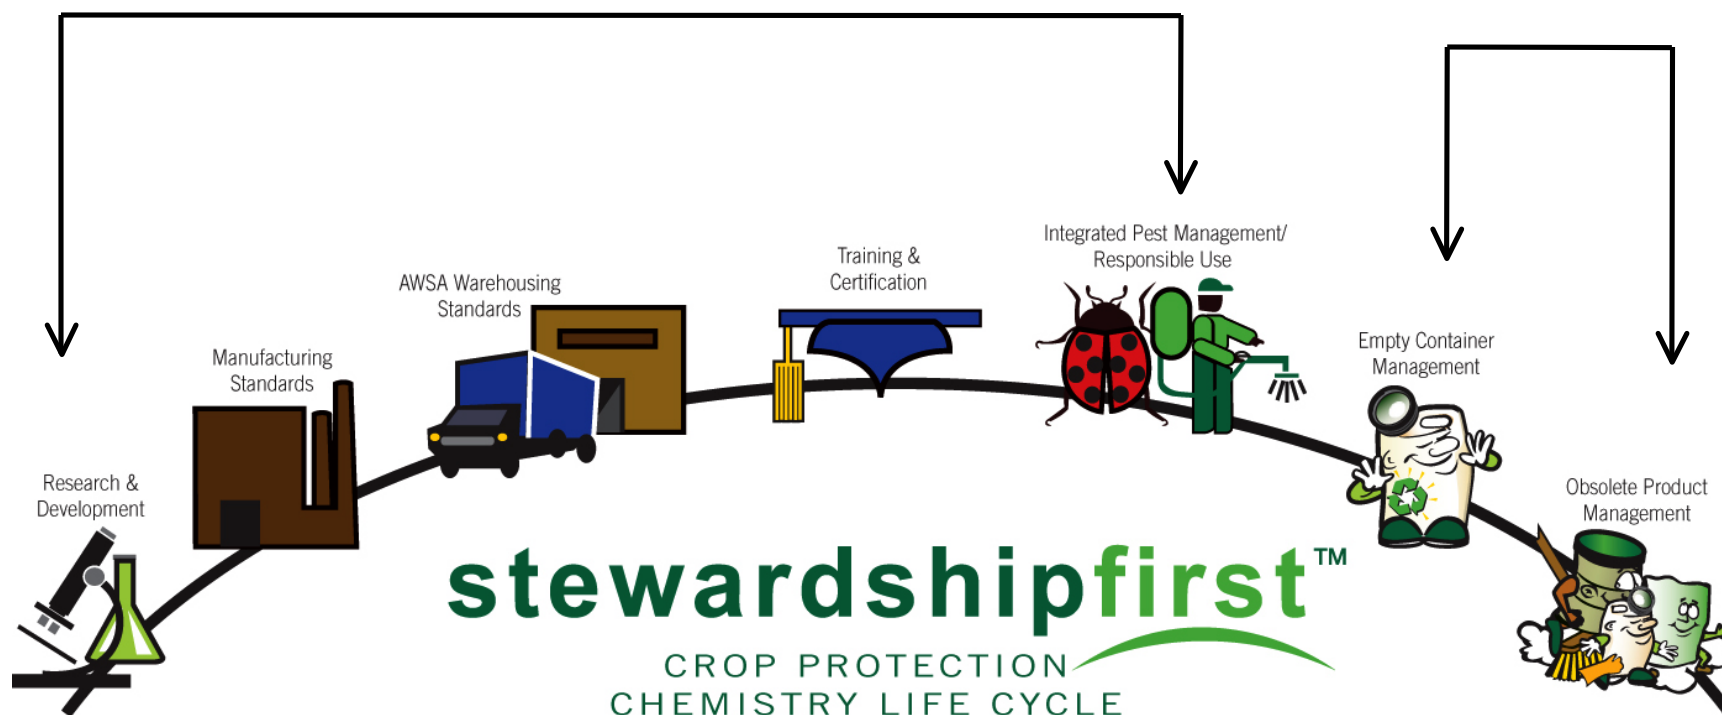 Research &
Development
Manufacturing
Standards
AWSA Warehousing
Standards
Training &
Certification
Integrated Pest Management/
Responsible Use
Empty Container
Management
Obsolete Product
Management
stewardshipfirst™
CROP PROTECTION
CHEMISTRY LIFE CYCLE